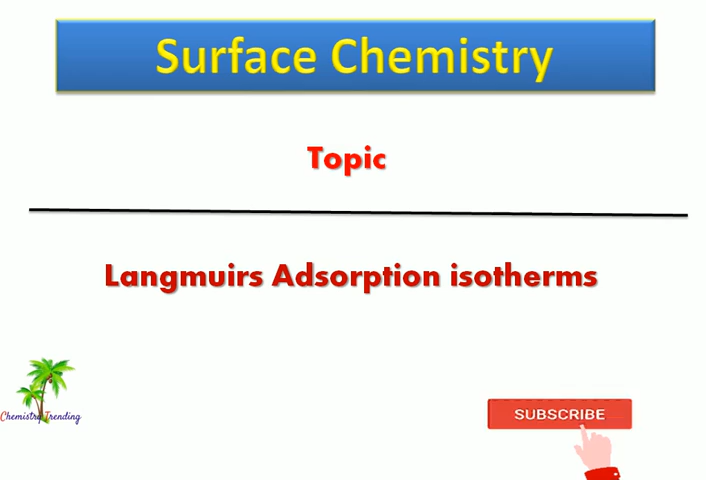 Surface Chemistry
Topic
Langmuirs Adsorption isotherms
Chemistry Trending
SUBSCRIBE